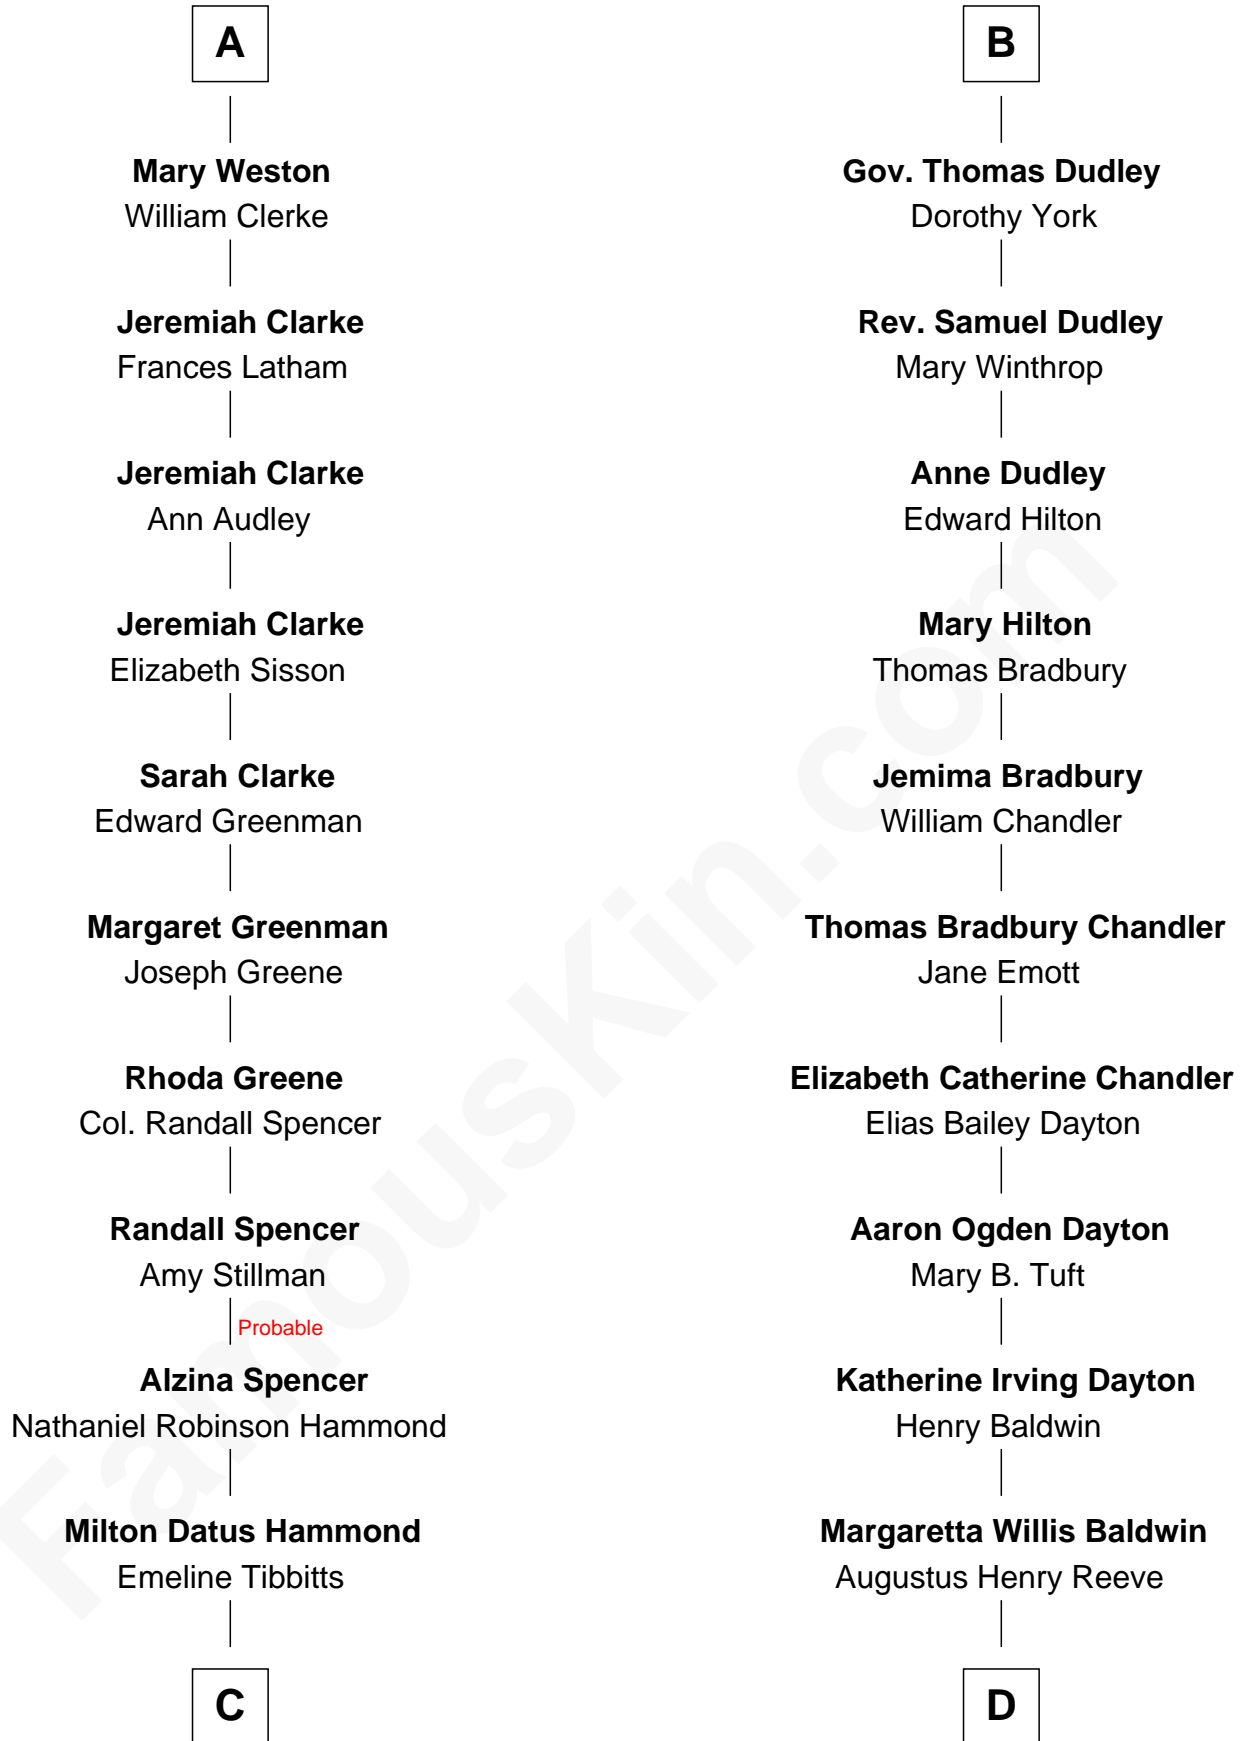 A
Mary Weston
William Clerke
Jeremiah Clarke
Frances Latham
Jeremiah Clarke
Ann Audley
Jeremiah Clarke
Elizabeth Sisson
Sarah Clarke
Edward Greenman
Margaret Greenman
Joseph Greene
Rhoda Greene
Col. Randall Spencer
Randall Spencer
Amy Stillman
Probable
Alzina Spencer
Nathaniel Robinson Hammond
Milton Datus Hammond
Emeline Tibbitts
C
B
Gov. Thomas Dudley
Dorothy York
Rev. Samuel Dudley
Mary Winthrop
Anne Dudley
Edward Hilton
Mary Hilton
Thomas Bradbury
Jemima Bradbury
William Chandler
Thomas Bradbury Chandler
Jane Emott
Elizabeth Catherine Chandler
Elias Bailey Dayton
Aaron Ogden Dayton
Mary B. Tuft
Katherine Irving Dayton
Henry Baldwin
Margaretta Willis Baldwin
Augustus Henry Reeve
D
FamousKin.com